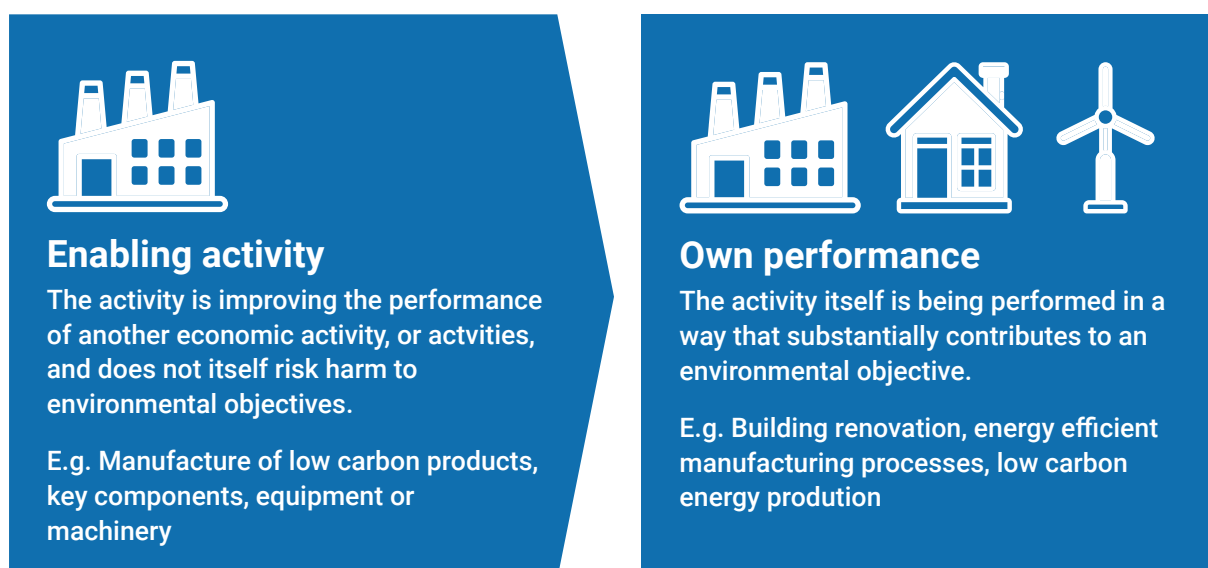 Enabling activity
The activity is improving the performance
of another economic activity, or actvities,
and does not itself risk harm to
environmental objectives.
E.g. Manufacture of low carbon products,
key components, equipment or
machinery
Own performance
The activity itself is being performed in a
way that substantially contributes to an
environmental objective.
E.g. Building renovation, energy efficient
manufacturing processes, low carbon
energy prodution